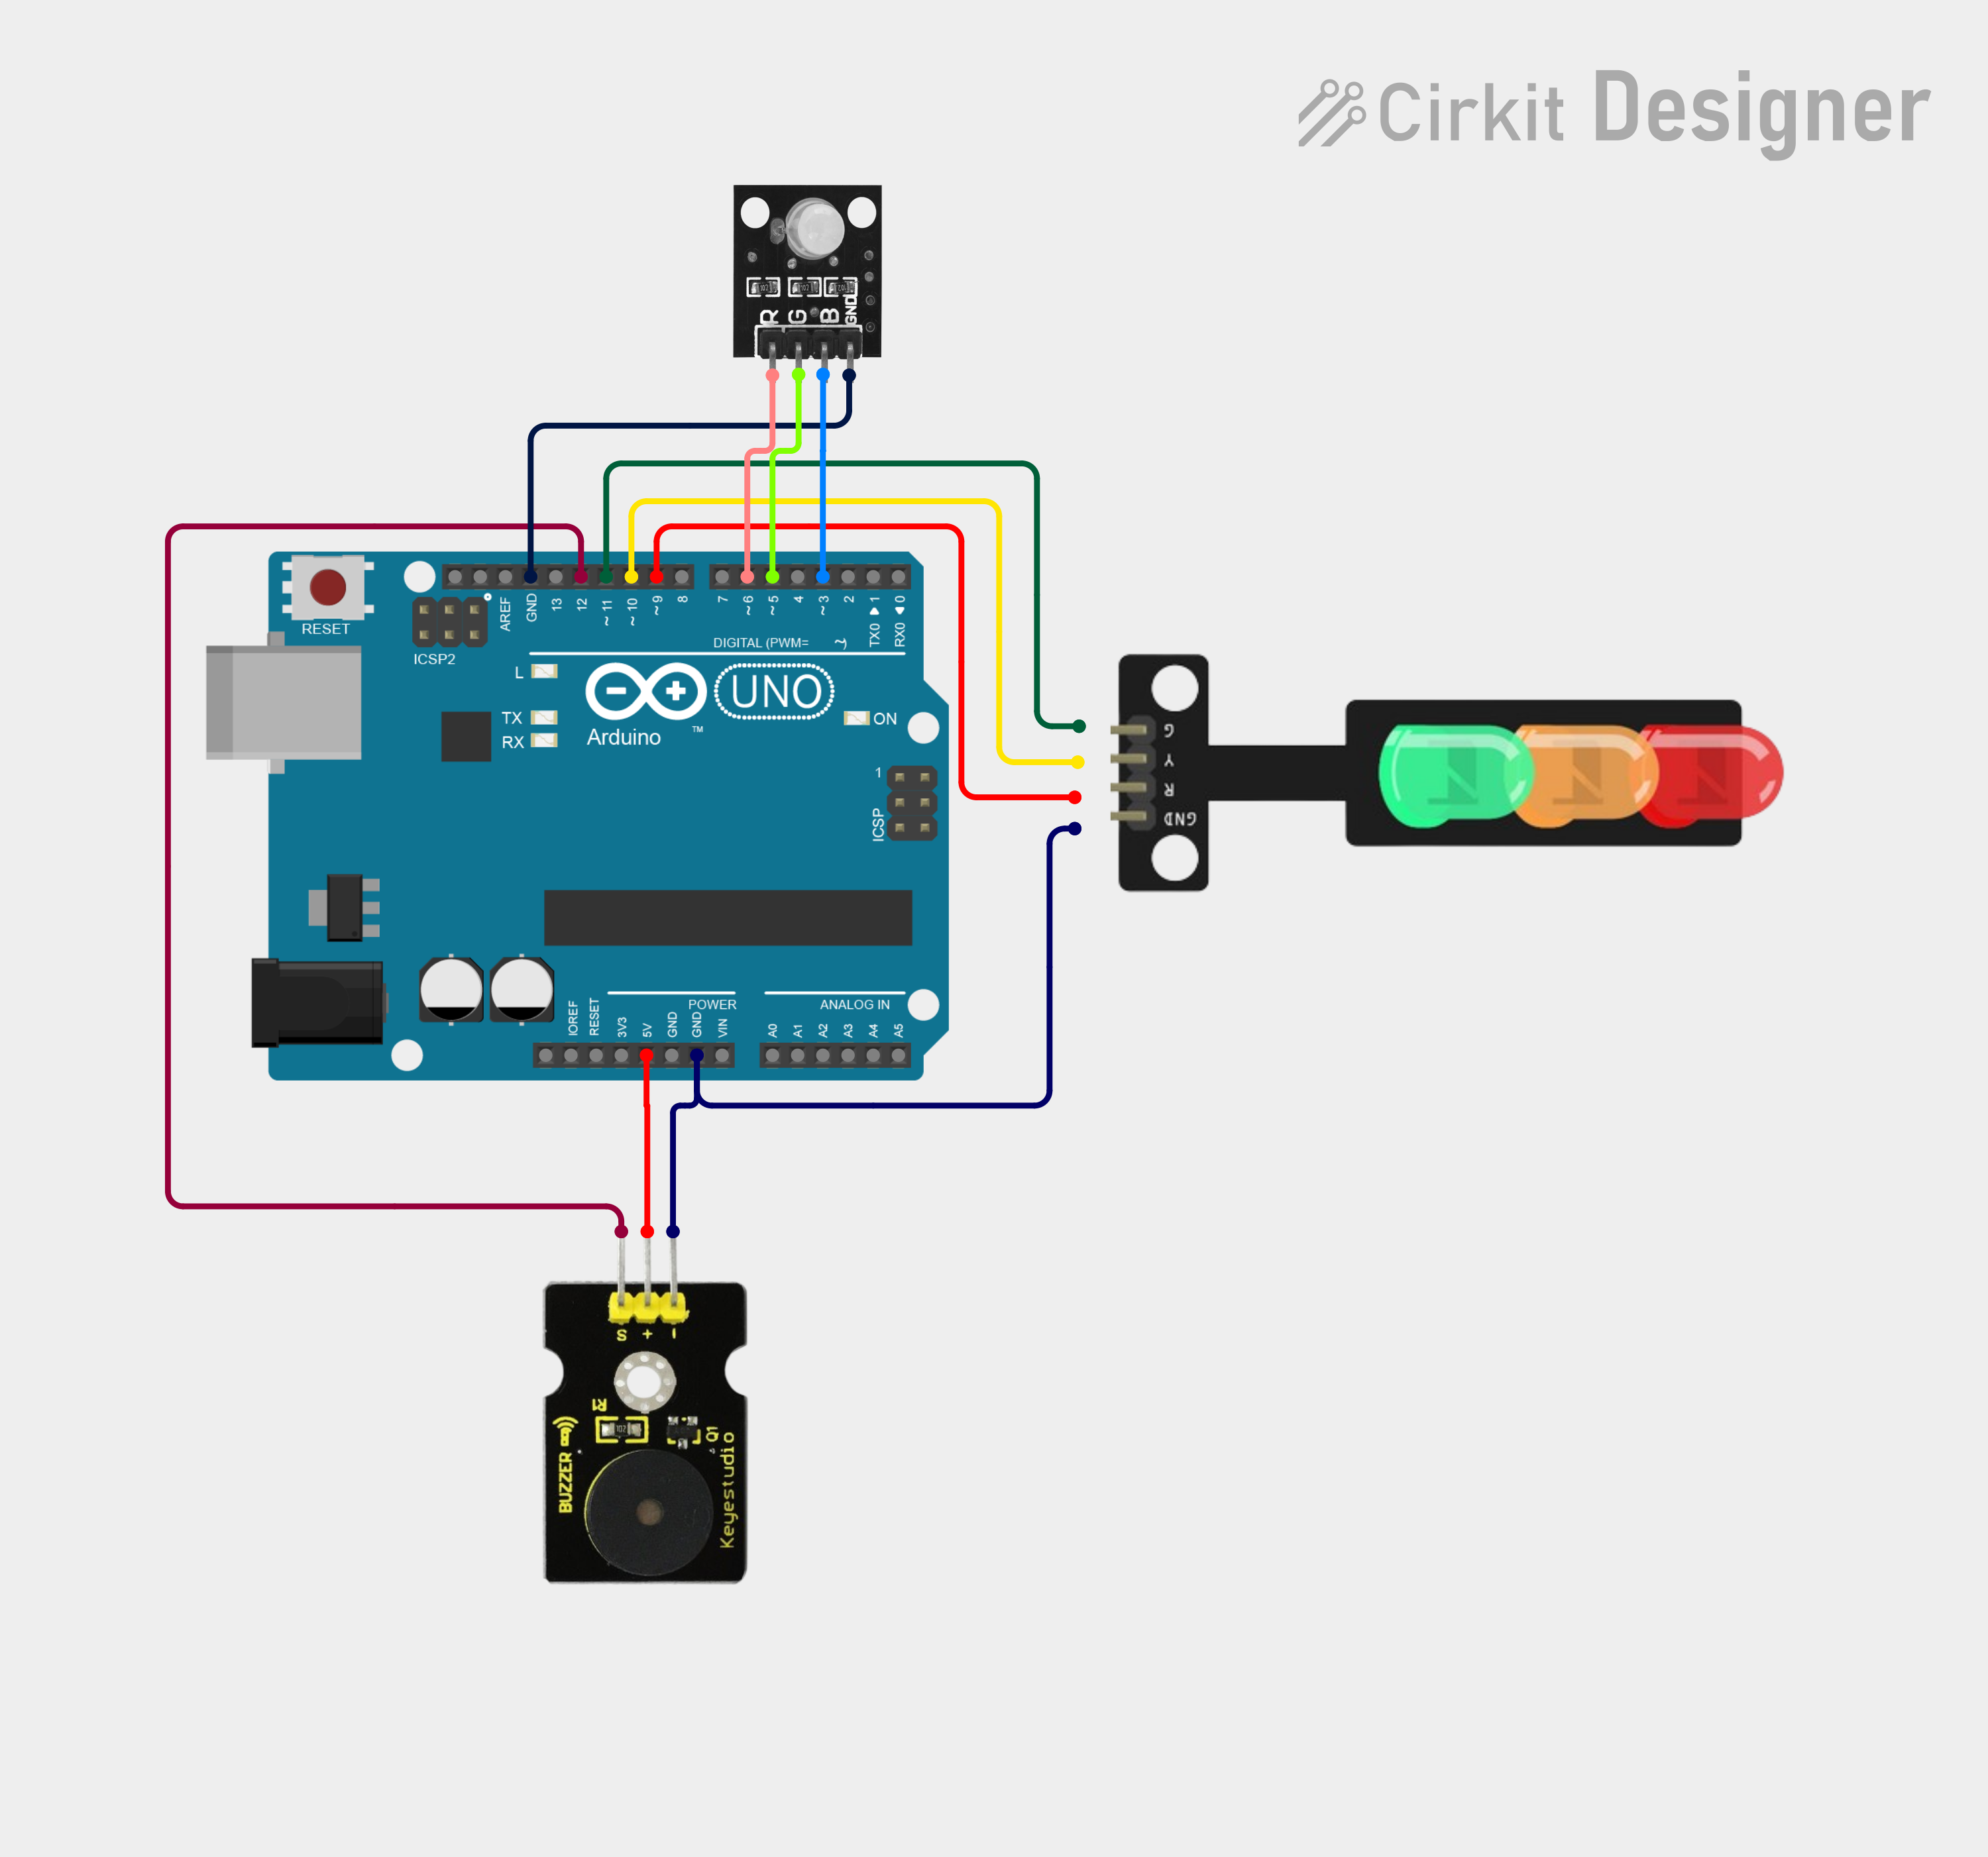 Cirkit Designer
R G B GND
RESET
ICSP2
AREF
GND
13
12
~11
~10
~9
8
7
~6
~5
4
~3
2
TX0 ▶ 1
RX0 ◀ 0
DIGITAL (PWM= ~)
L
TX
RX
Arduino
™
UNO
ON
1
ICSP
G
Y
R
GND
IOREF
RESET
3V3
5V
GND
GND
VIN
POWER
ANALOG IN
A0
A1
A2
A3
A4
A5
S + -
R1
102
Q1
BUZZER
Keyestudio